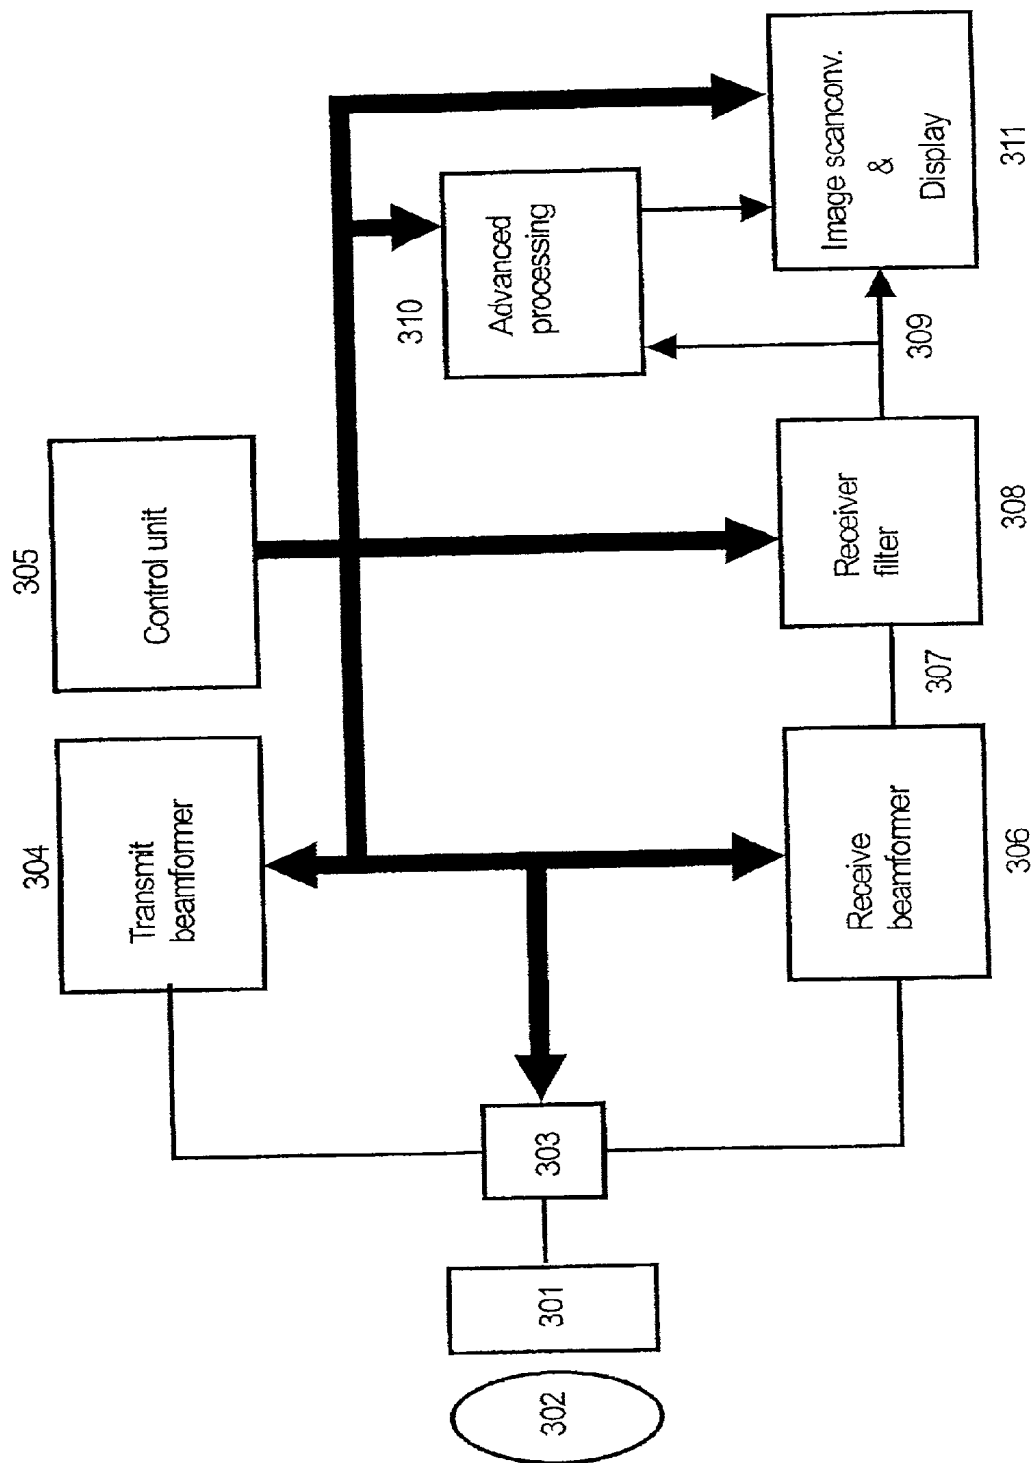 304
Transmit
beamformer
305
Control unit
302
301
303
310
Advanced
processing
Receive
beamformer
306
307
Receiver
filter
308
309
Image scanconv.
&
Display
311